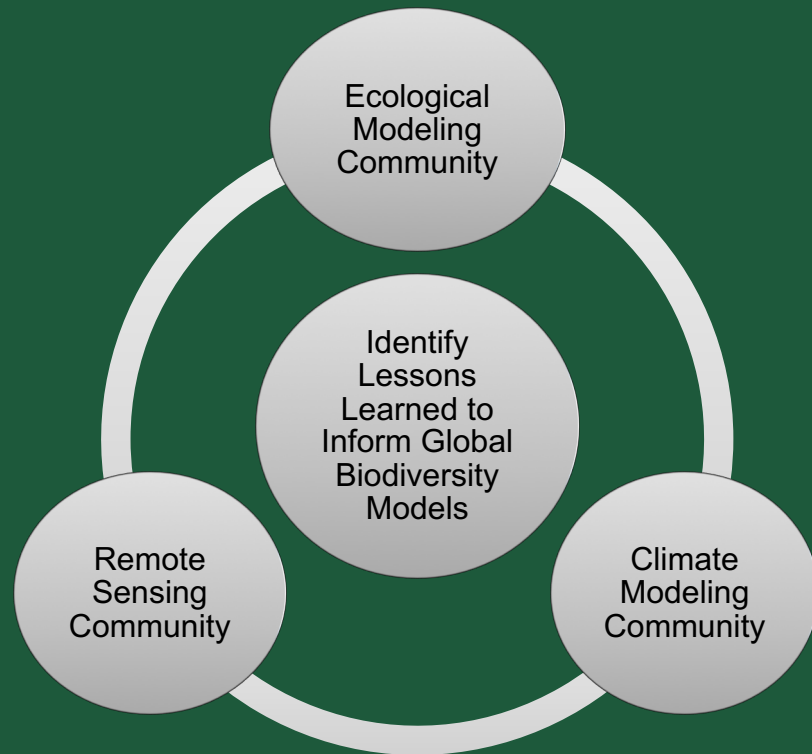 Ecological
Modeling
Community
Identify
Lessons
Learned to
Inform Global
Biodiversity
Models
Remote
Sensing
Community
Climate
Modeling
Community